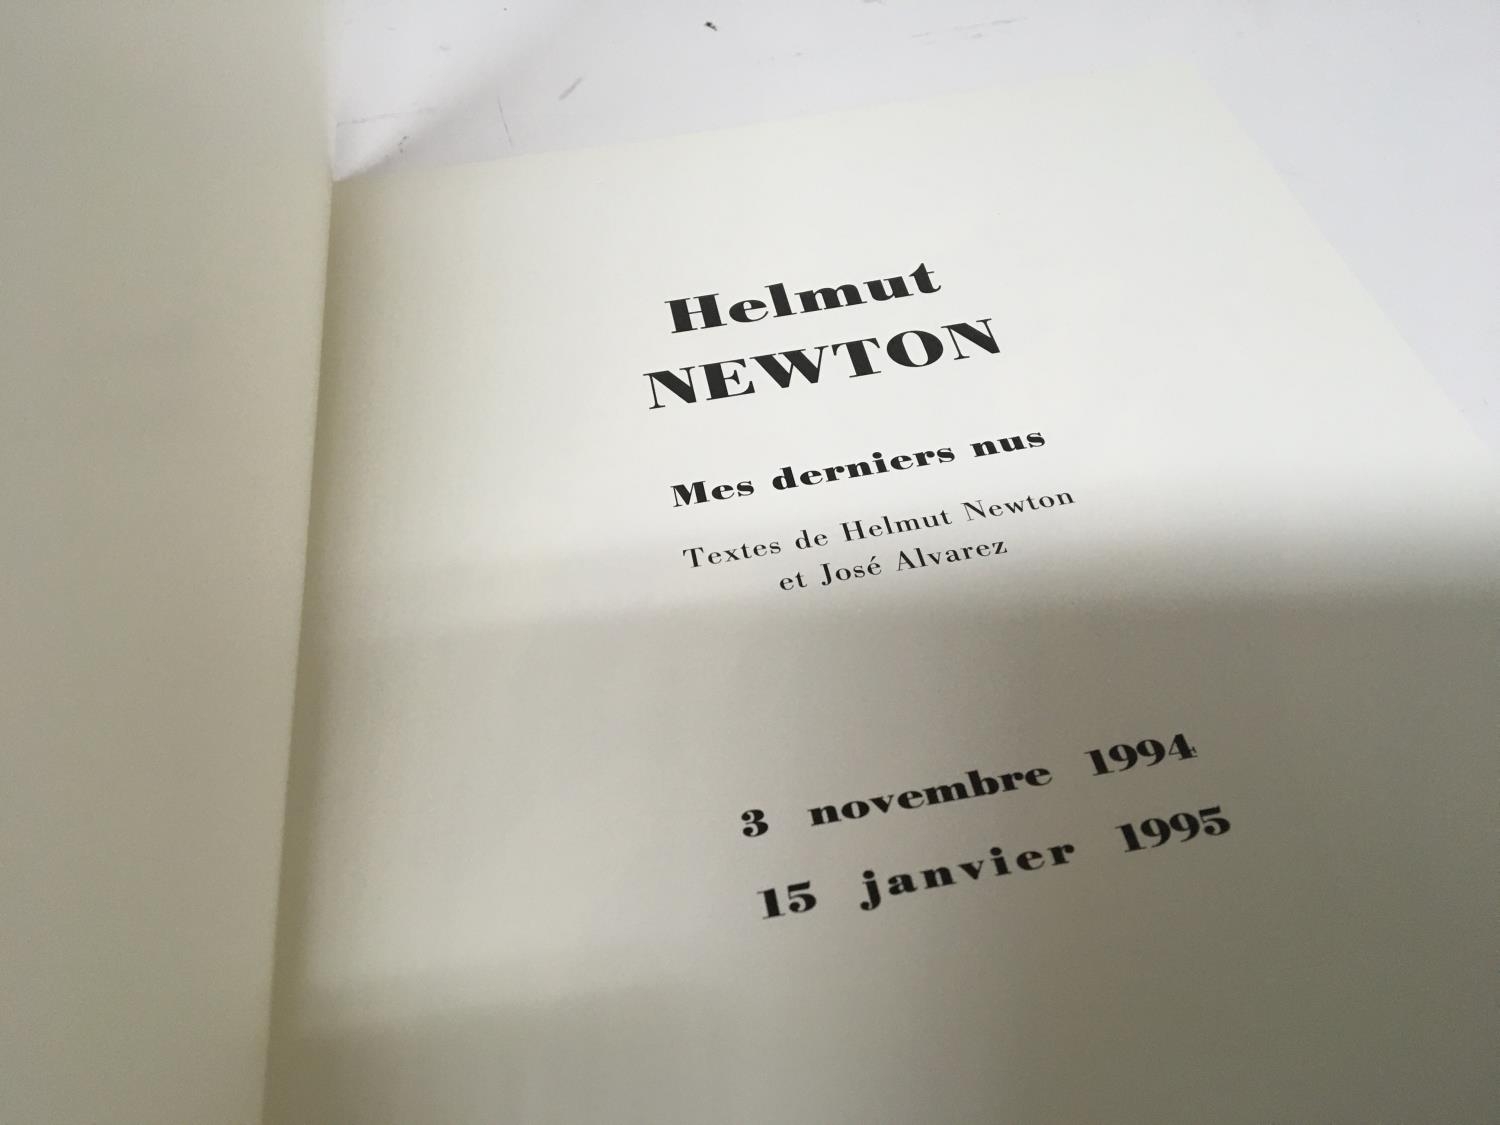 Helmut
NEWTON
Mes derniers nus
Textes de Helmut Newton
et José Alvarez
3 novembre 1994
15 janvier 1995